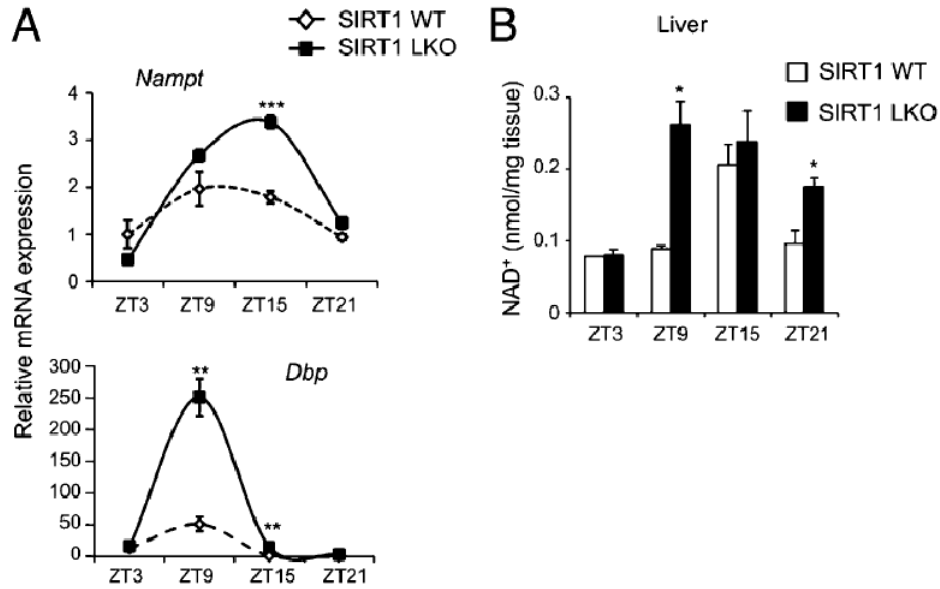 A
SIRT1 WT
SIRT1 LKO
Nampt
***
4
3
2
1
0
ZT3 ZT9 ZT15 ZT21
Relative mRNA expression
Dbp
**
**
300
250
200
150
100
50
0
ZT3 ZT9 ZT15 ZT21
B
Liver
SIRT1 WT
SIRT1 LKO
NAD+ (nmol/mg tissue)
0.3
0.2
0.1
0
*
*
ZT3 ZT9 ZT15 ZT21